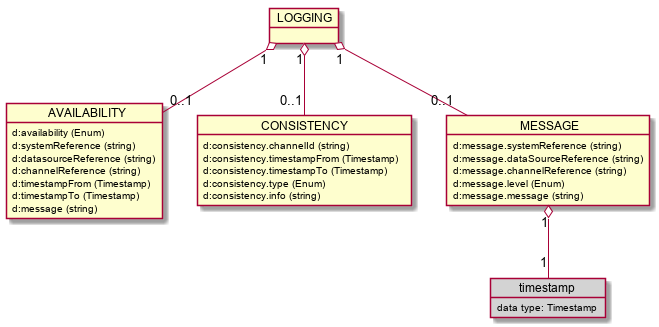 LOGGING
1
1
1
0..1
0..1
0..1
AVAILABILITY
d:availability (Enum)
d:systemReference (string)
d:datasourceReference (string)
d:channelReference (string)
d:timestampFrom (Timestamp)
d:timestampTo (Timestamp)
d:message (string)
CONSISTENCY
d:consistency.channelId (string)
d:consistency.timestampFrom (Timestamp)
d:consistency.timestampTo (Timestamp)
d:consistency.type (Enum)
d:consistency.info (string)
MESSAGE
d:message.systemReference (string)
d:message.dataSourceReference (string)
d:message.channelReference (string)
d:message.level (Enum)
d:message.message (string)
1
1
timestamp
data type: Timestamp